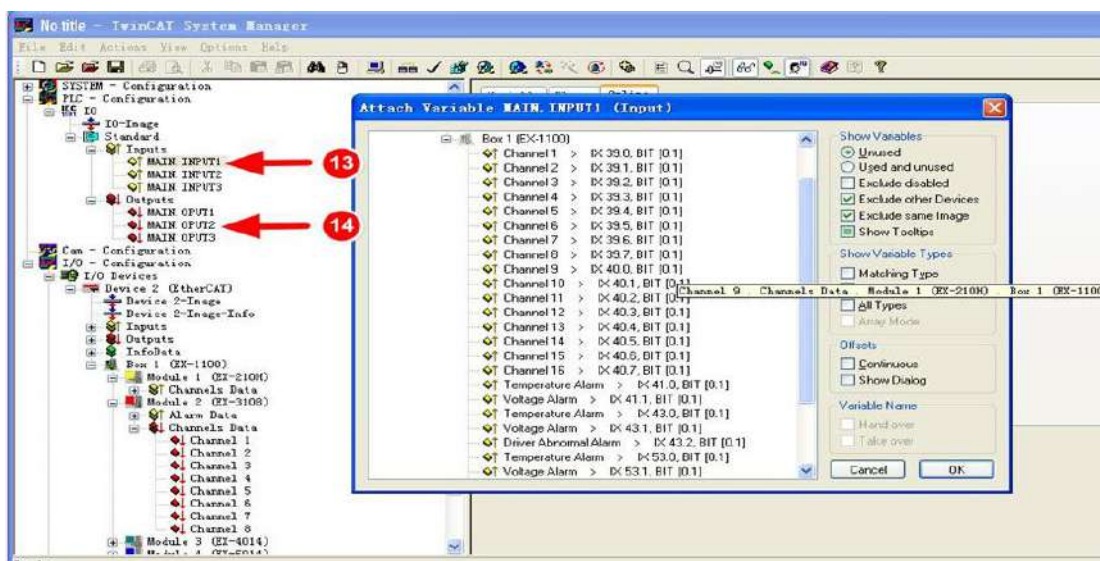 No title - TwinCAT System Manager
File Edit Actions View Options Help
SYSTEM - Configuration
PLC - Configuration
IO
IO-Image
Standard
Inputs
MAIN.INPUT1
MAIN.INPUT2
MAIN.INPUT3
Outputs
MAIN.OPUT1
MAIN.OPUT2
MAIN.OPUT3
Cam - Configuration
I/O - Configuration
I/O Devices
Device 2 (EtherCAT)
Device 2-Image
Device 2-Image-Info
Inputs
Outputs
InfoData
Box 1 (EX-1100)
Module 1 (EX-210M)
Channels Data
Module 2 (EX-3108)
Alarm Data
Channels Data
Channel 1
Channel 2
Channel 3
Channel 4
Channel 5
Channel 6
Channel 7
Channel 8
Module 3 (EX-4014)
13
14
Attach Variable MAIN.INPUT1 (Input)
Box 1 (EX-1100)
Channel 1 > IX 39.0, BIT [0.1]
Channel 2 > IX 39.1, BIT [0.1]
Channel 3 > IX 39.2, BIT [0.1]
Channel 4 > IX 39.3, BIT [0.1]
Channel 5 > IX 39.4, BIT [0.1]
Channel 6 > IX 39.5, BIT [0.1]
Channel 7 > IX 39.6, BIT [0.1]
Channel 8 > IX 39.7, BIT [0.1]
Channel 9 > IX 40.0, BIT [0.1]
Channel 10 > IX 40.1, BIT [0.1]
Channel 11 > IX 40.2, BIT [0.1]
Channel 12 > IX 40.3, BIT [0.1]
Channel 13 > IX 40.4, BIT [0.1]
Channel 14 > IX 40.5, BIT [0.1]
Channel 15 > IX 40.6, BIT [0.1]
Channel 16 > IX 40.7, BIT [0.1]
Temperature Alarm > IX 41.0, BIT [0.1]
Voltage Alarm > IX 41.1, BIT [0.1]
Temperature Alarm > IX 43.0, BIT [0.1]
Voltage Alarm > IX 43.1, BIT [0.1]
Driver Abnormal Alarm > IX 43.2, BIT [0.1]
Temperature Alarm > IX 53.0, BIT [0.1]
Voltage Alarm > IX 53.1, BIT [0.1]
Show Variables
Unused
Used and unused
Exclude disabled
Exclude other Devices
Exclude same Image
Show Tooltips
Show Variable Types
Matching Type
Channel 9 . Channels Data . Module 1 (EX-210M) . Box 1 (EX-1100
All Types
Array Mode
Offsets
Continuous
Show Dialog
Variable Name
Hand over
Take over
Cancel
OK